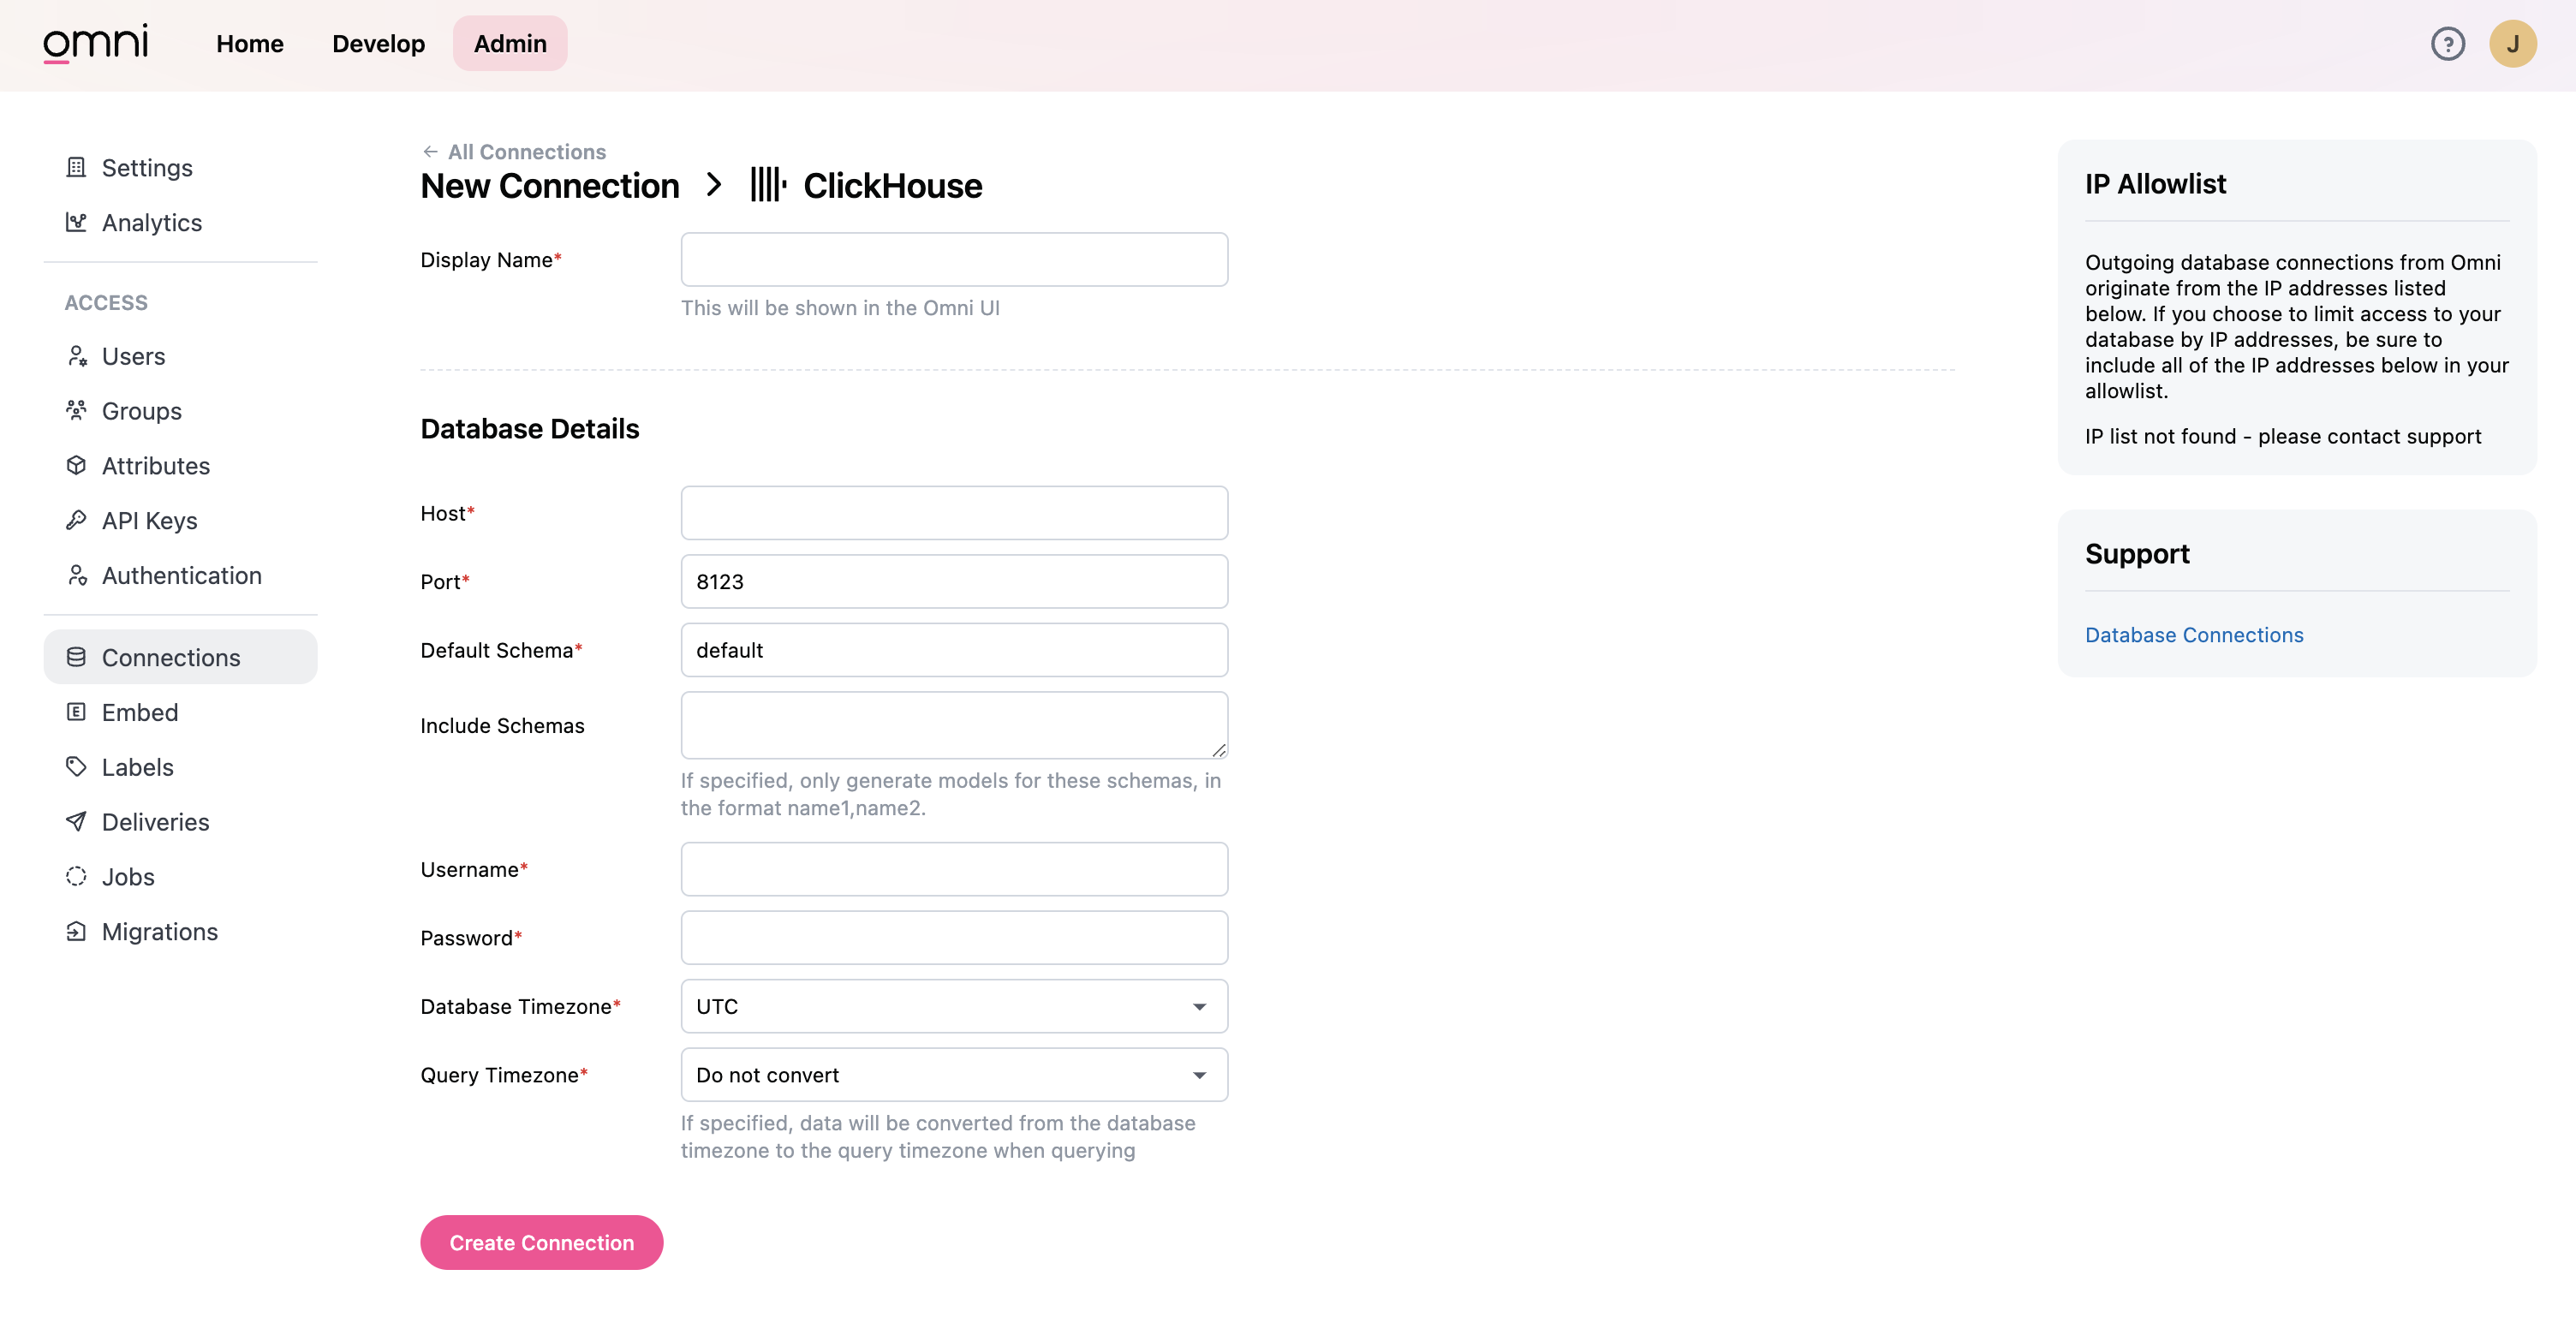 omni
Home
Develop
Admin
?
J
Settings
Analytics
ACCESS
Users
Groups
Attributes
API Keys
Authentication
Connections
Embed
Labels
Deliveries
Jobs
Migrations
← All Connections
New Connection > ClickHouse
Display Name*
This will be shown in the Omni UI
Database Details
Host*
Port*
8123
Default Schema*
default
Include Schemas
If specified, only generate models for these schemas, in
the format name1,name2.
Username*
Password*
Database Timezone*
UTC
Query Timezone*
Do not convert
If specified, data will be converted from the database
timezone to the query timezone when querying
Create Connection
IP Allowlist
Outgoing database connections from Omni
originate from the IP addresses listed
below. If you choose to limit access to your
database by IP addresses, be sure to
include all of the IP addresses below in your
allowlist.
IP list not found - please contact support
Support
Database Connections